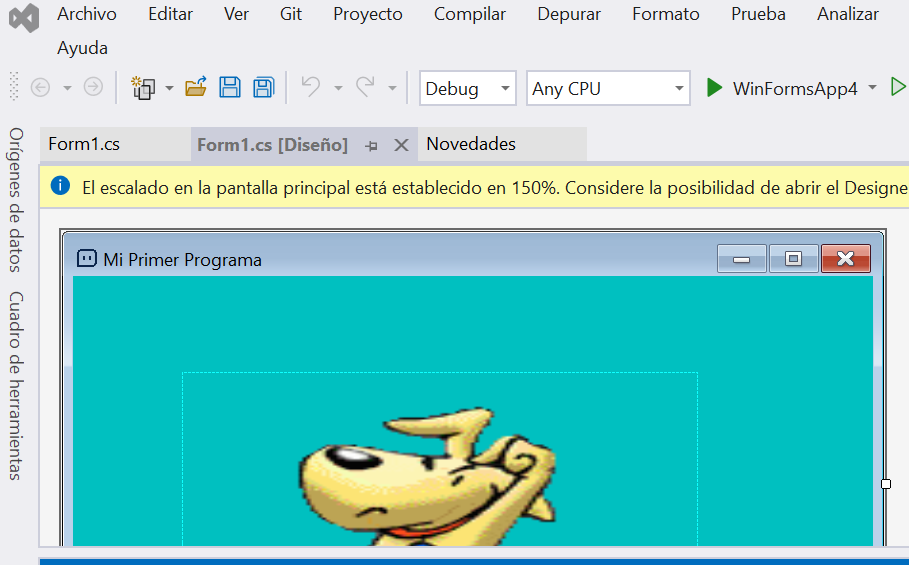 Archivo Editar Ver Git Proyecto Compilar Depurar Formato Prueba Analizar
Ayuda
Debug Any CPU WinFormsApp4
Form1.cs Form1.cs [Diseño] Novedades
El escalado en la pantalla principal está establecido en 150%. Considere la posibilidad de abrir el Designe
Orígenes de datos
Cuadro de herramientas
Mi Primer Programa